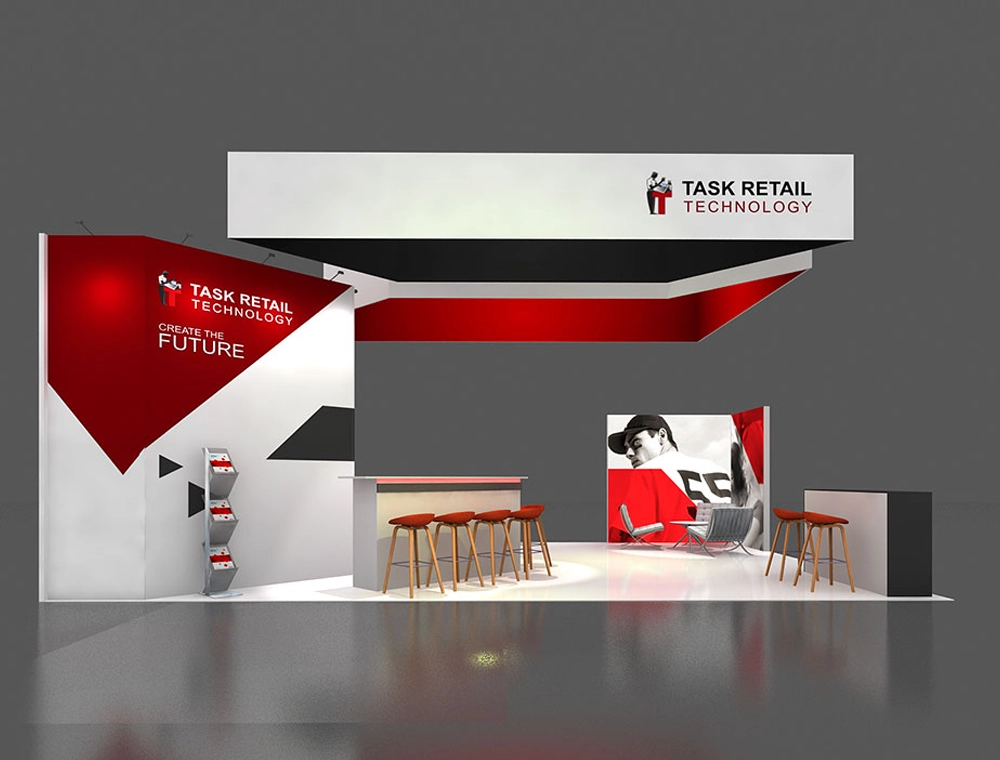 TASK RETAIL
TECHNOLOGY
TASK RETAIL
TECHNOLOGY
CREATE THE
FUTURE
55